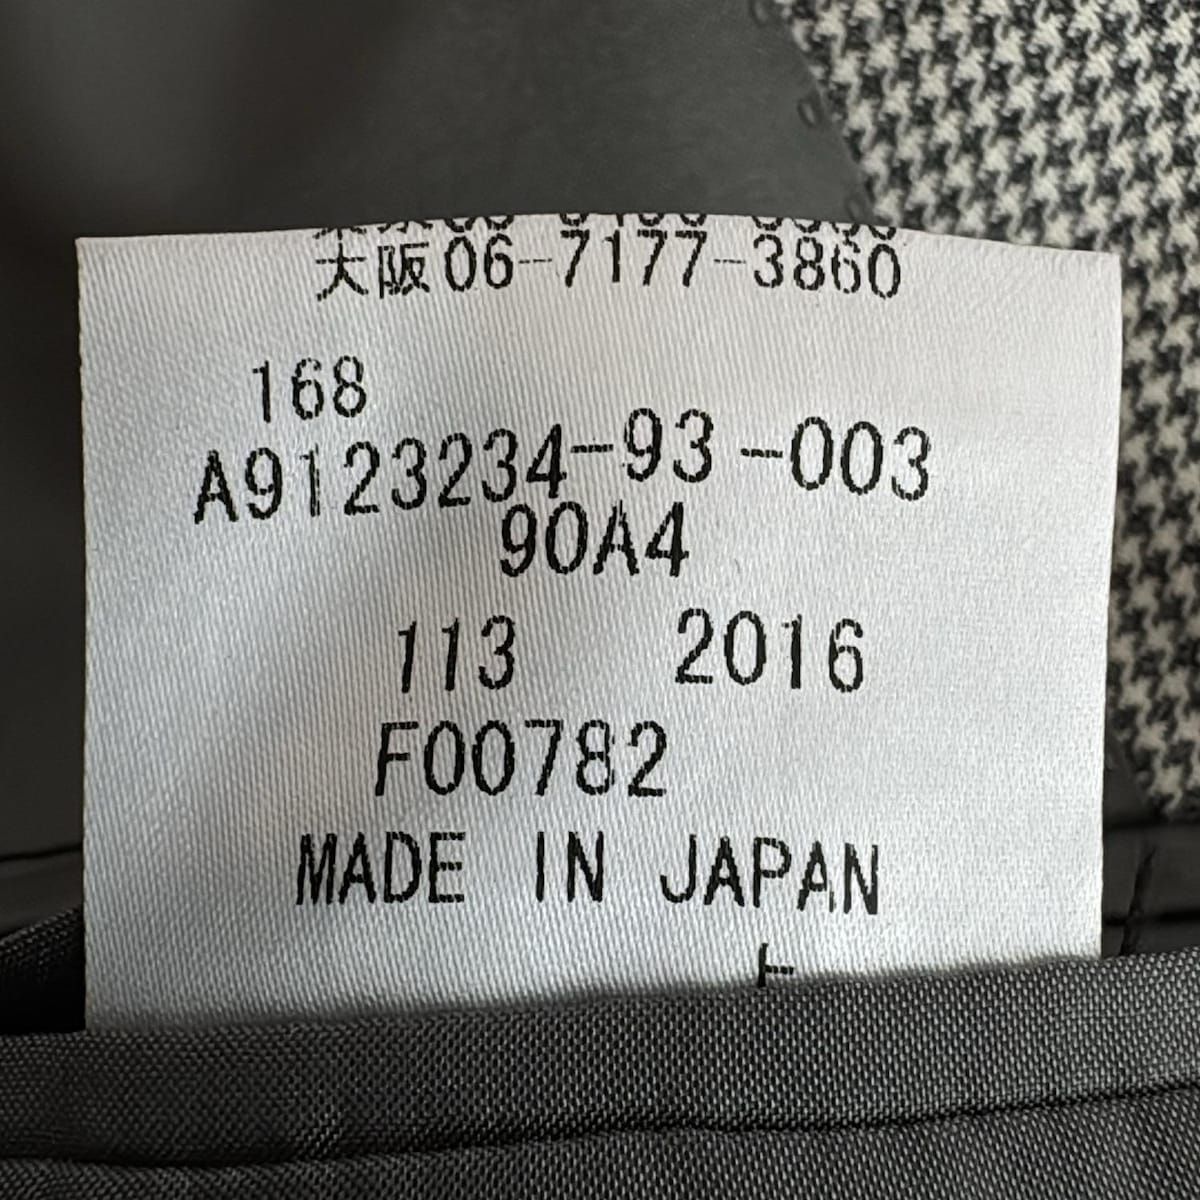 大阪06-7177-3860
168
A9123234-93-003
90A4
113 2016
F00782
MADE IN JAPAN